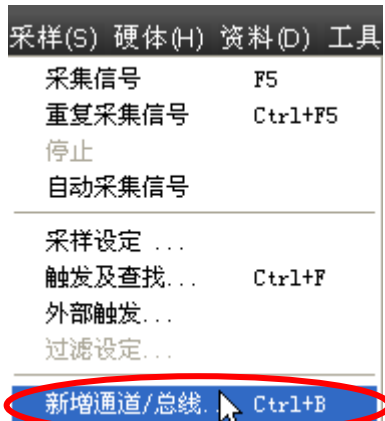 采样(S) 硬体(H) 资料(D) 工具
采集信号 F5
重复采集信号 Ctrl+F5
停止
自动采集信号
采样设定 ...
触发及查找... Ctrl+F
外部触发...
过滤设定...
新增通道/总线. Ctrl+B